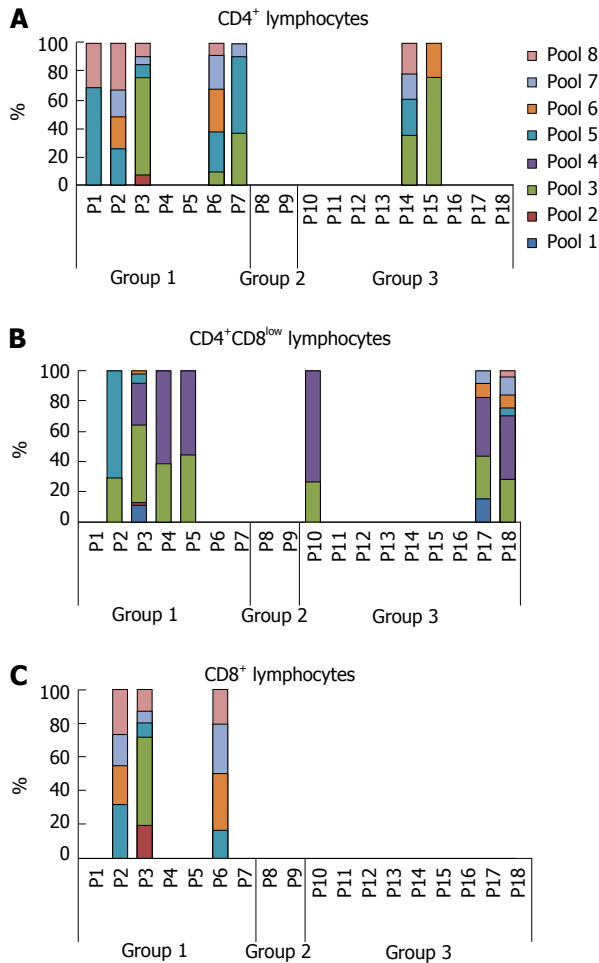 A
CD4+ lymphocytes
100
80
60
40
20
0
%
P1 P2 P3 P4 P5 P6 P7 P8 P9 P10 P11 P12 P13 P14 P15 P16 P17 P18
Group 1 Group 2 Group 3
Pool 8
Pool 7
Pool 6
Pool 5
Pool 4
Pool 3
Pool 2
Pool 1
B
CD4+CD8low lymphocytes
100
80
60
40
20
0
%
P1 P2 P3 P4 P5 P6 P7 P8 P9 P10 P11 P12 P13 P14 P15 P16 P17 P18
Group 1 Group 2 Group 3
C
CD8+ lymphocytes
100
80
60
40
20
0
%
P1 P2 P3 P4 P5 P6 P7 P8 P9 P10 P11 P12 P13 P14 P15 P16 P17 P18
Group 1 Group 2 Group 3